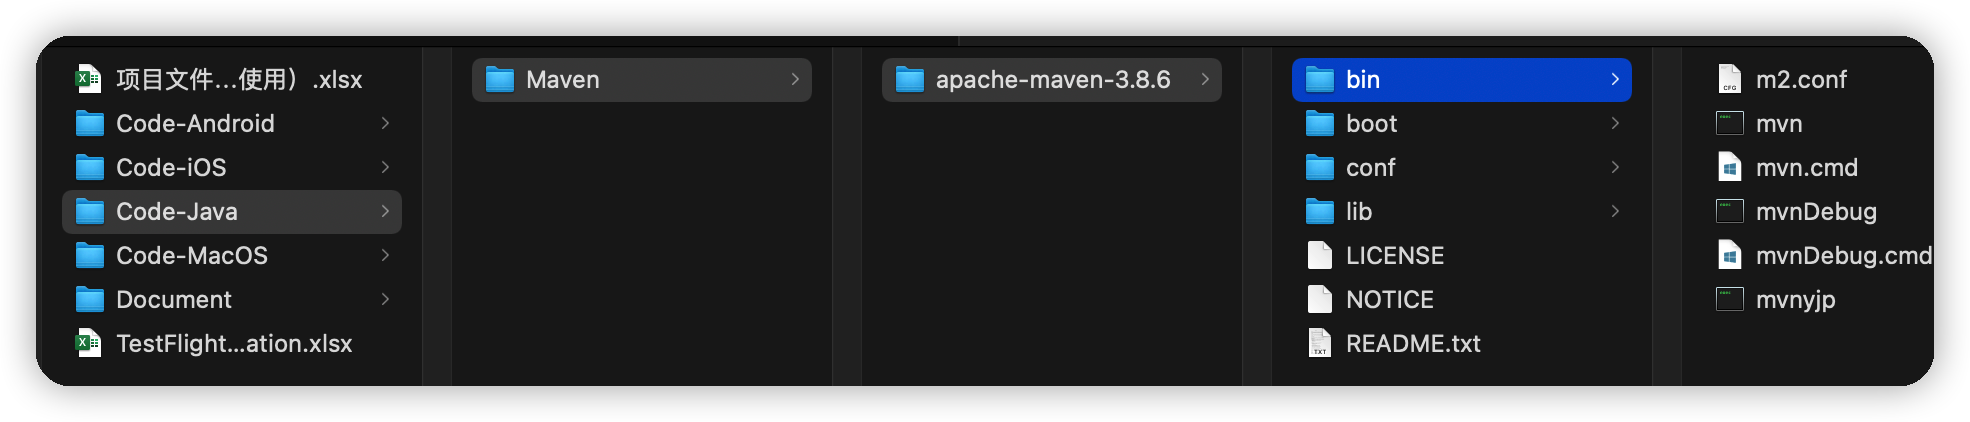 项目文件...使用）.xlsx
Code-Android
Code-iOS
Code-Java
Code-MacOS
Document
TestFlight...ation.xlsx
Maven
apache-maven-3.8.6
bin
boot
conf
lib
LICENSE
NOTICE
README.txt
m2.conf
mvn
mvn.cmd
mvnDebug
mvnDebug.cmd
mvnyjp